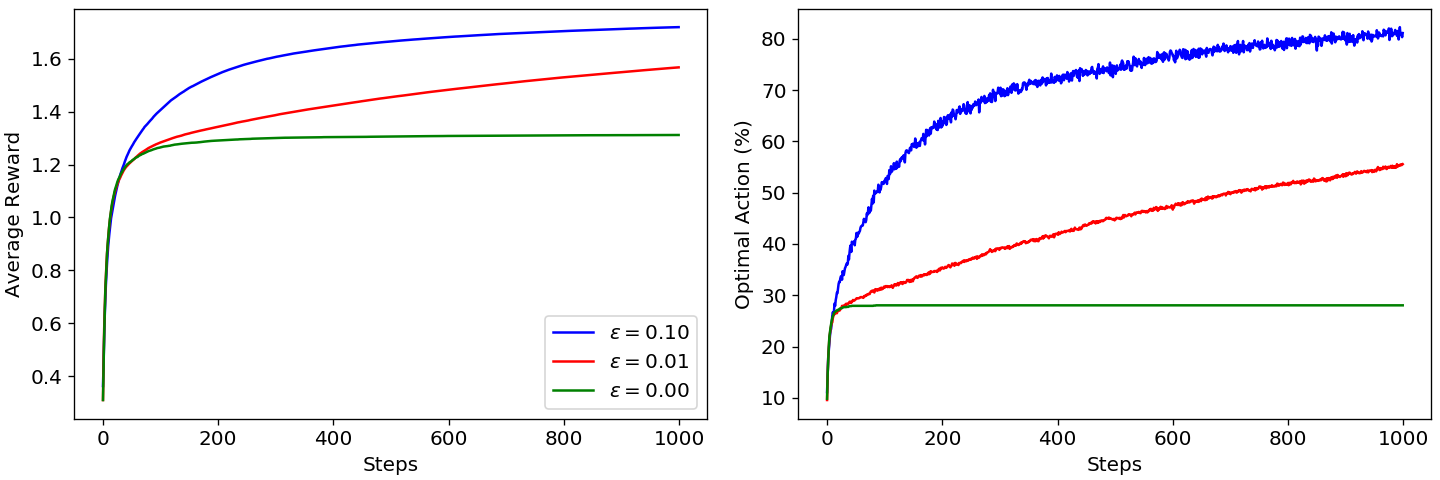 Average Reward
1.6
1.4
1.2
1.0
0.8
0.6
0.4
0 200 400 600 800 1000
Steps
ε = 0.10
ε = 0.01
ε = 0.00
Optimal Action (%)
80
70
60
50
40
30
20
10
0 200 400 600 800 1000
Steps